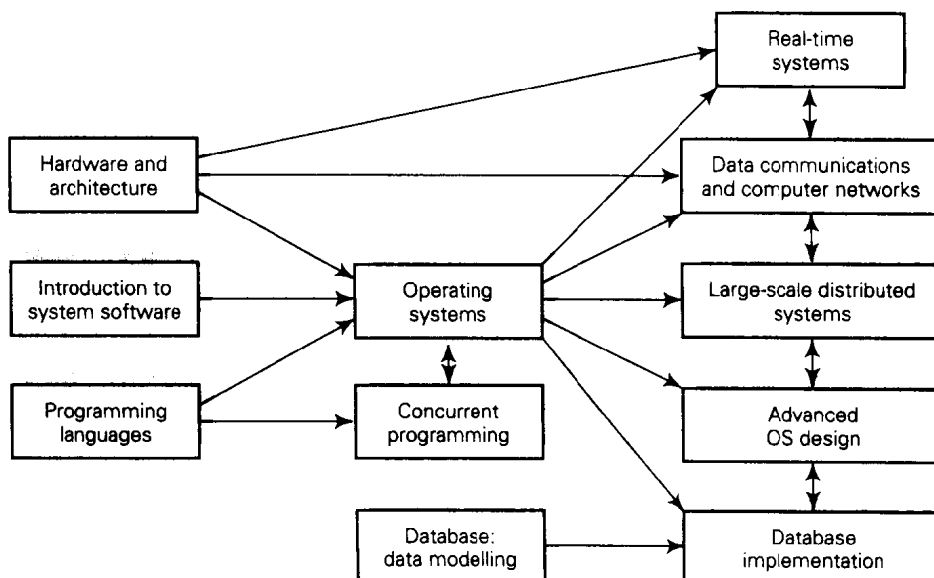 Real-time
systems
Hardware and
architecture
Data communications
and computer networks
Introduction to
system software
Operating
systems
Large-scale distributed
systems
Programming
languages
Concurrent
programming
Advanced
OS design
Database:
data modelling
Database
implementation